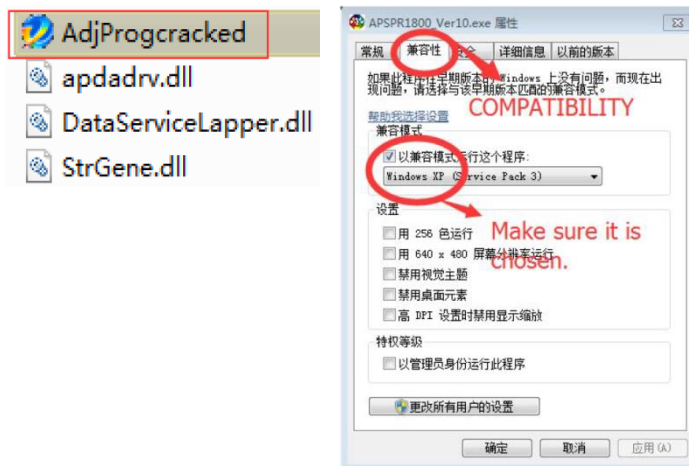 AdjProgcracked
apdadrv.dll
DataServiceLapper.dll
StrGene.dll
APSPR1800_Ver10.exe 属性
常规 兼容性 安全 详细信息 以前的版本
如果此程序在早期版本的 Windows 上没有问题,而现在出
现问题,请选择与该早期版本匹配的兼容模式。
COMPATIBILITY
帮助我选择设置
兼容模式
以兼容模式运行这个程序:
Windows XP (Service Pack 3)
设置
用 256 色运行
Make sure it is
用 640 x 480 屏幕分辨率运行
chosen.
禁用视觉主题
禁用桌面元素
高 DPI 设置时禁用显示缩放
特权等级
以管理员身份运行此程序
更改所有用户的设置
确定 取消 应用(A)